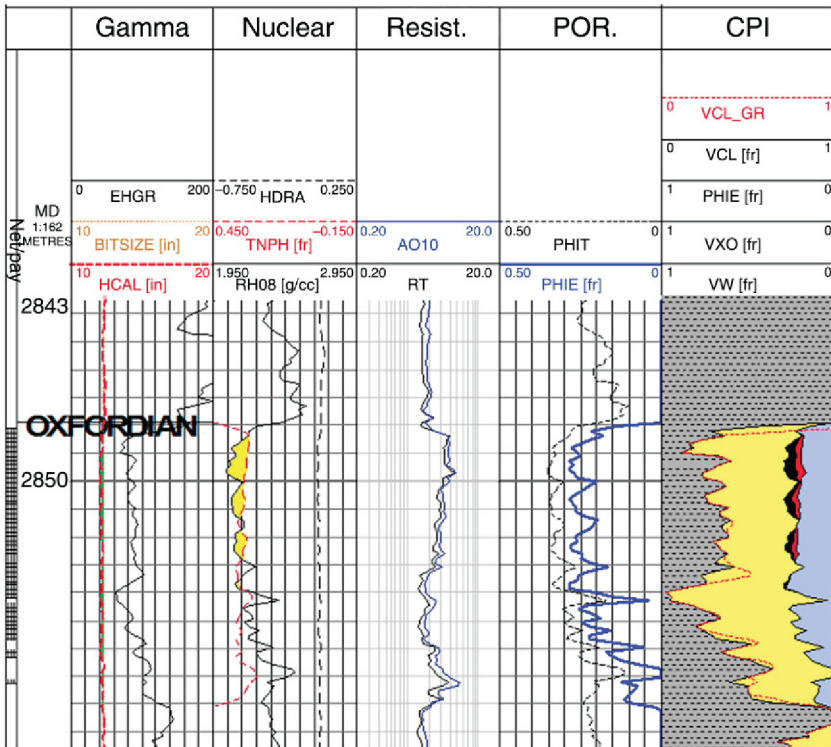 Gamma Nuclear Resist. POR. CPI
0 1
VCL_GR
0 1
VCL [fr]
0 EHGR 200 -0.750 HDRA 0.250 1 PHIE [fr] 0
Net/pay
MD
1:162
METRES
10 20 0.450 -0.150 0.20 20.0 0.50 0 1 0
BITSIZE [in] TNPH [fr] AO10 PHIT VXO [fr]
10 20 1.950 2.950 0.20 20.0 0.50 0 1 0
HCAL [in] RH08 [g/cc] RT PHIE [fr] VW [fr]
2843
OXFORDIAN
2850